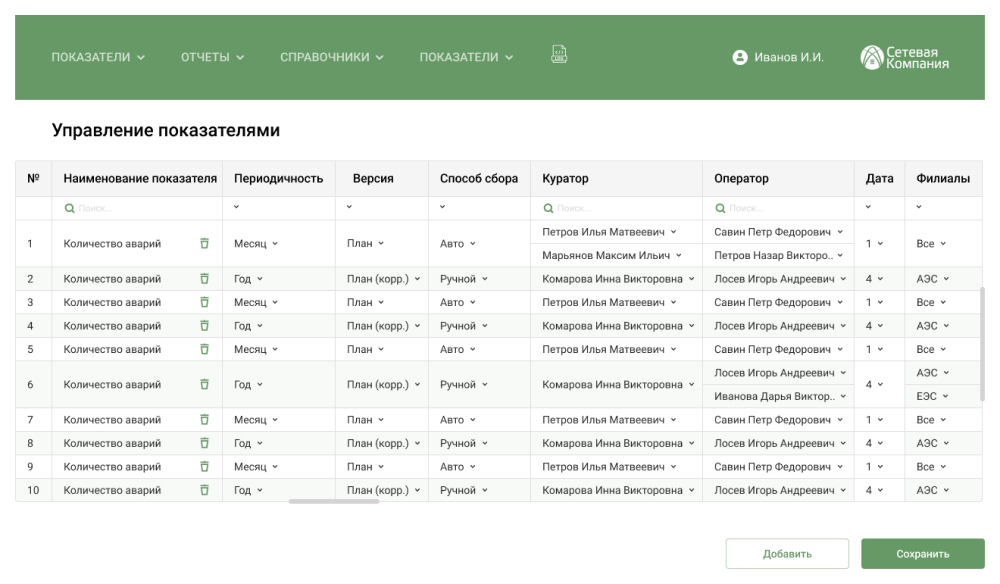 ПОКАЗАТЕЛИ ОТЧЕТЫ СПРАВОЧНИКИ ПОКАЗАТЕЛИ Иванов И.И. Сетевая Компания
Управление показателями
№ Наименование показателя Периодичность Версия Способ сбора Куратор Оператор Дата Филиалы
Поиск... Поиск... Поиск...
Петров Илья Матвеевич Савин Петр Федорович
1 Количество аварий Месяц План Авто 1 Все
Марьянов Максим Ильич Петров Назар Викторо..
2 Количество аварий Год План (корр.) Ручной Комарова Инна Викторовна Лосев Игорь Андреевич 4 АЭС
3 Количество аварий Месяц План Авто Петров Илья Матвеевич Савин Петр Федорович 1 Все
4 Количество аварий Год План (корр.) Ручной Комарова Инна Викторовна Лосев Игорь Андреевич 4 АЭС
5 Количество аварий Месяц План Авто Петров Илья Матвеевич Савин Петр Федорович 1 Все
Лосев Игорь Андреевич АЭС
6 Количество аварий Год План (корр.) Ручной Комарова Инна Викторовна 4
Иванова Дарья Виктор.. ЕЭС
7 Количество аварий Месяц План Авто Петров Илья Матвеевич Савин Петр Федорович 1 Все
8 Количество аварий Год План (корр.) Ручной Комарова Инна Викторовна Лосев Игорь Андреевич 4 АЭС
9 Количество аварий Месяц План Авто Петров Илья Матвеевич Савин Петр Федорович 1 Все
10 Количество аварий Год План (корр.) Ручной Комарова Инна Викторовна Лосев Игорь Андреевич 4 АЭС
Добавить Сохранить